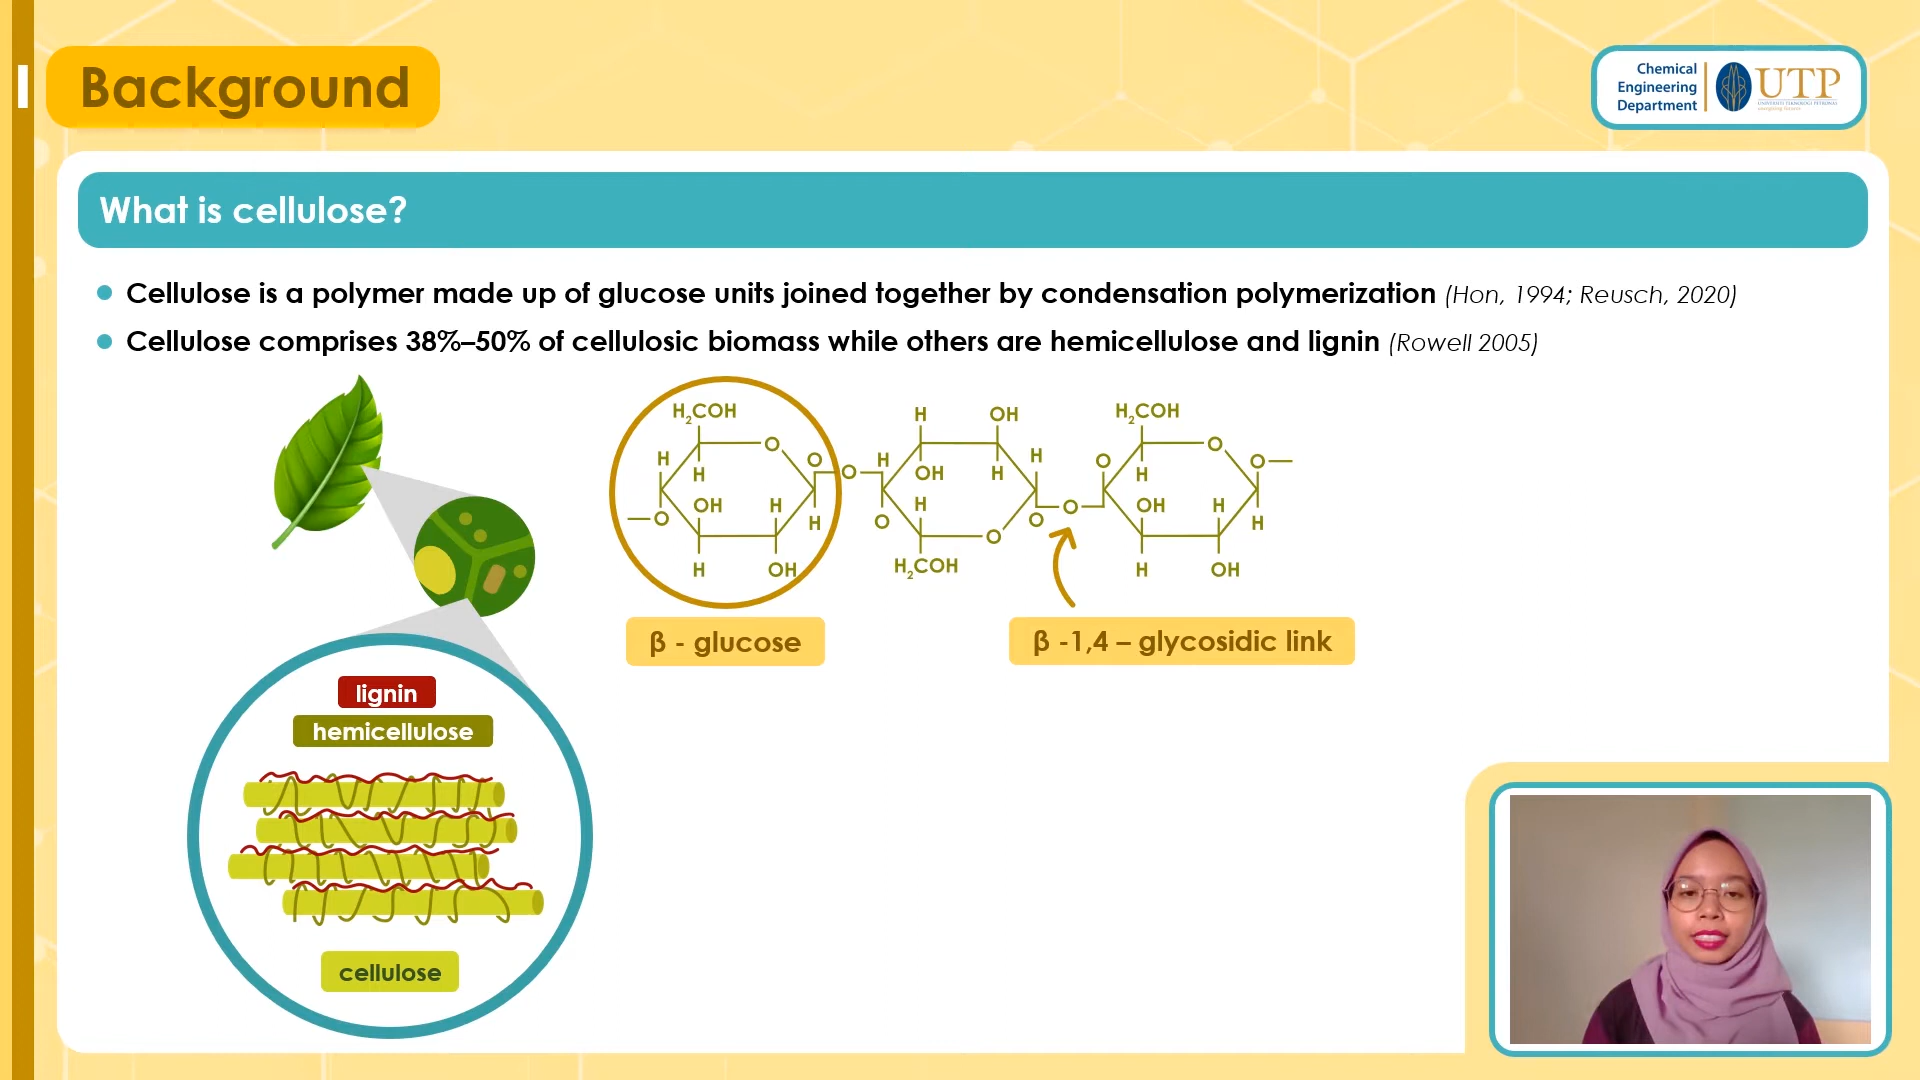 Background
Chemical
Engineering
Department
UTP
UNIVERSITI TEKNOLOGI PETRONAS
What is cellulose?
Cellulose is a polymer made up of glucose units joined together by condensation polymerization (Hon, 1994; Reusch, 2020)
Cellulose comprises 38%–50% of cellulosic biomass while others are hemicellulose and lignin (Rowell 2005)
H₂COH H OH H₂COH
O O
H O H H O O
H O OH H H
OH H H OH H
O H O O O H
O
H OH H₂COH H OH
β - glucose
β -1,4 – glycosidic link
lignin
hemicellulose
cellulose